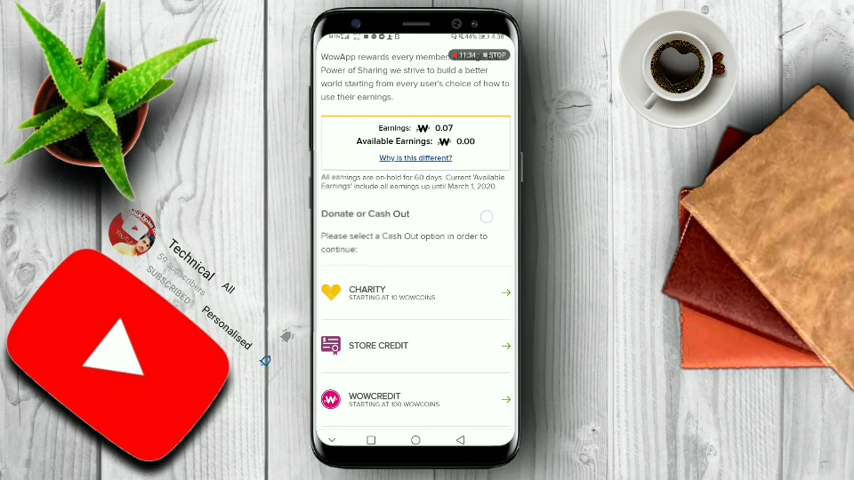 4:38
WowApp rewards every member
11:34 STOP
Power of Sharing we strive to build a better
world starting from every user's choice of how to
use their earnings.
Earnings: 0.07
Available Earnings: 0.00
Why is this different?
All earnings are on-hold for 60 days. Current 'Available
Earnings' include all earnings up until March 1, 2020.
Donate or Cash Out
Please select a Cash Out option in order to
continue:
CHARITY
STARTING AT 10 WOWCOINS
STORE CREDIT
WOWCREDIT
STARTING AT 100 WOWCOINS
Technical All
59 Subscribers
SUBSCRIBED
Personalised